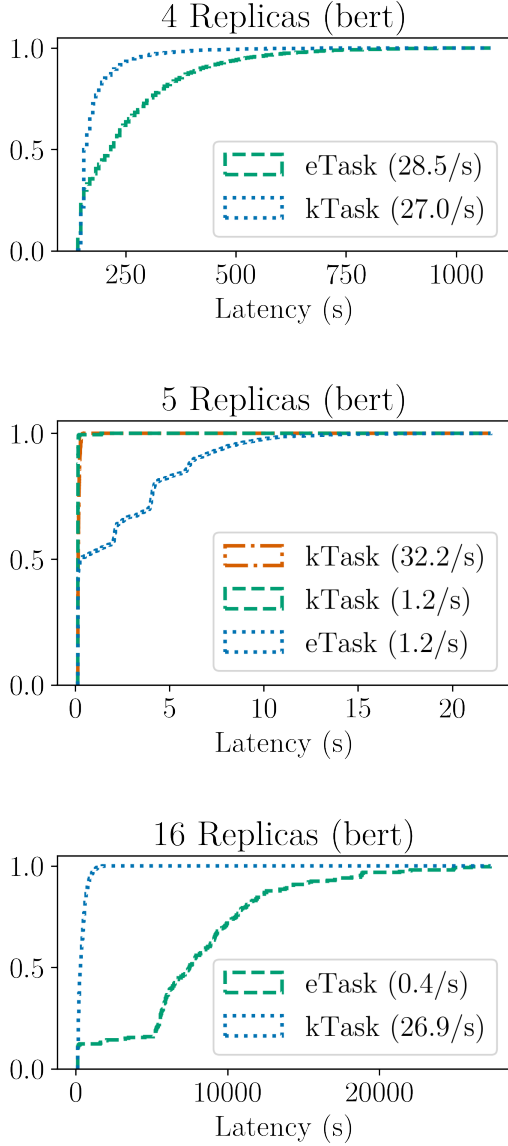 4 Replicas (bert)
1.0
0.5
0.0
eTask (28.5/s)
kTask (27.0/s)
250 500 750 1000
Latency (s)
5 Replicas (bert)
1.0
0.5
0.0
kTask (32.2/s)
kTask (1.2/s)
eTask (1.2/s)
0 5 10 15 20
Latency (s)
16 Replicas (bert)
1.0
0.5
0.0
eTask (0.4/s)
kTask (26.9/s)
0 10000 20000
Latency (s)